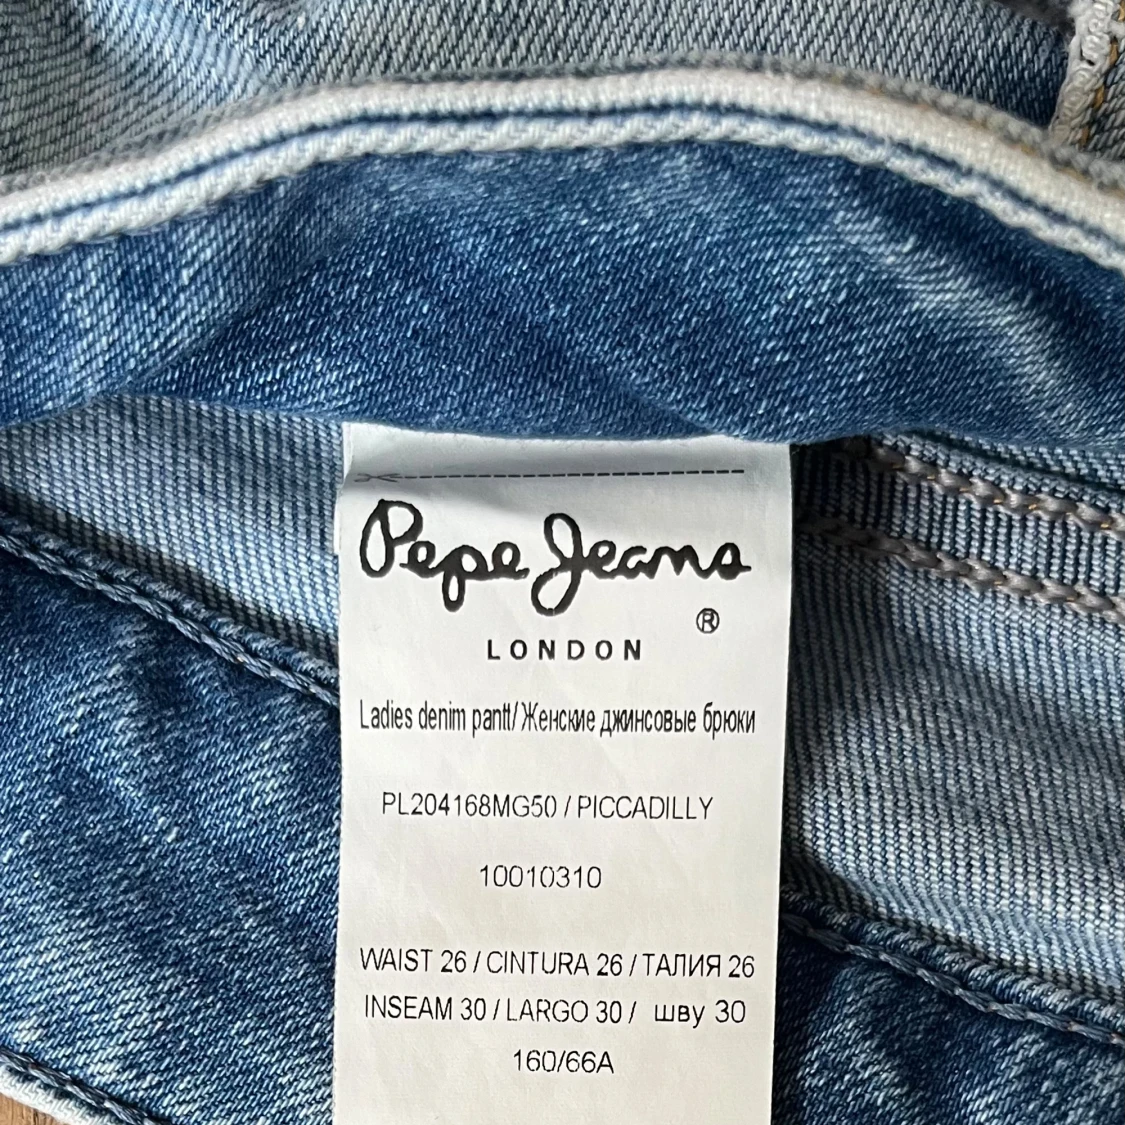 Pepe Jeans
®
LONDON
Ladies denim pantt/Женские джинсовые брюки
PL204168MG50 / PICCADILLY
10010310
WAIST 26 / CINTURA 26 / ТАЛИЯ 26
INSEAM 30 / LARGO 30 / шву 30
160/66A